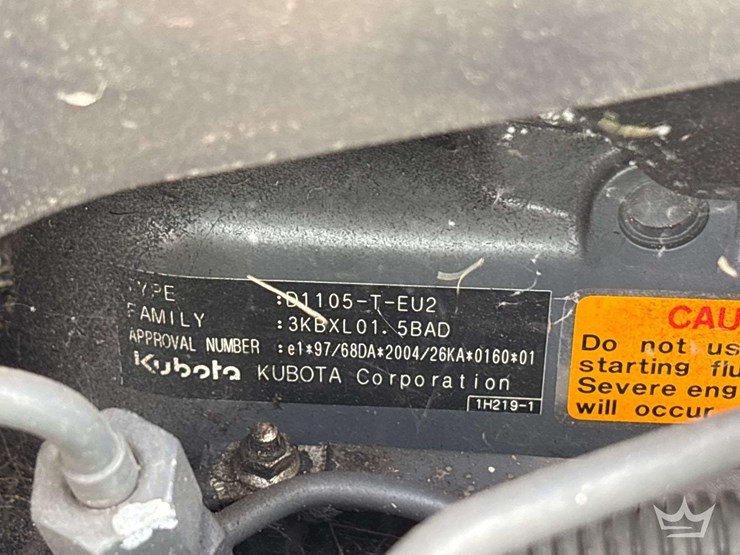 TYPE :D1105-T-EU2
FAMILY :3KBXL01.5BAD
APPROVAL NUMBER :e1*97/68DA*2004/26KA*0160*01
Kubota KUBOTA Corporation
1H219-1
CAU
Do not us
starting flu
Severe eng
will occur